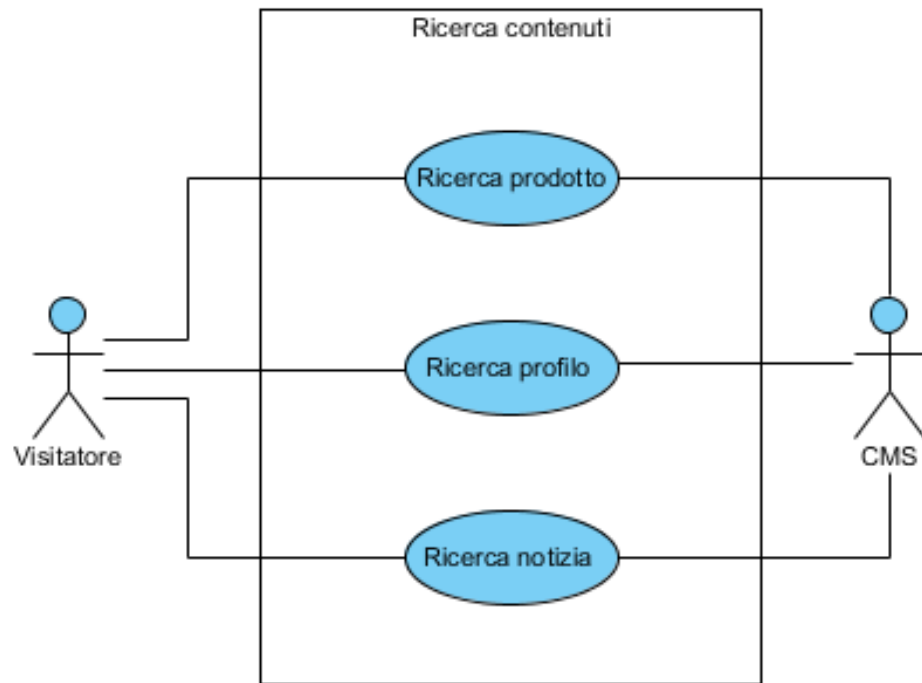 Ricerca contenuti
Ricerca prodotto
Ricerca profilo
Visitatore
CMS
Ricerca notizia